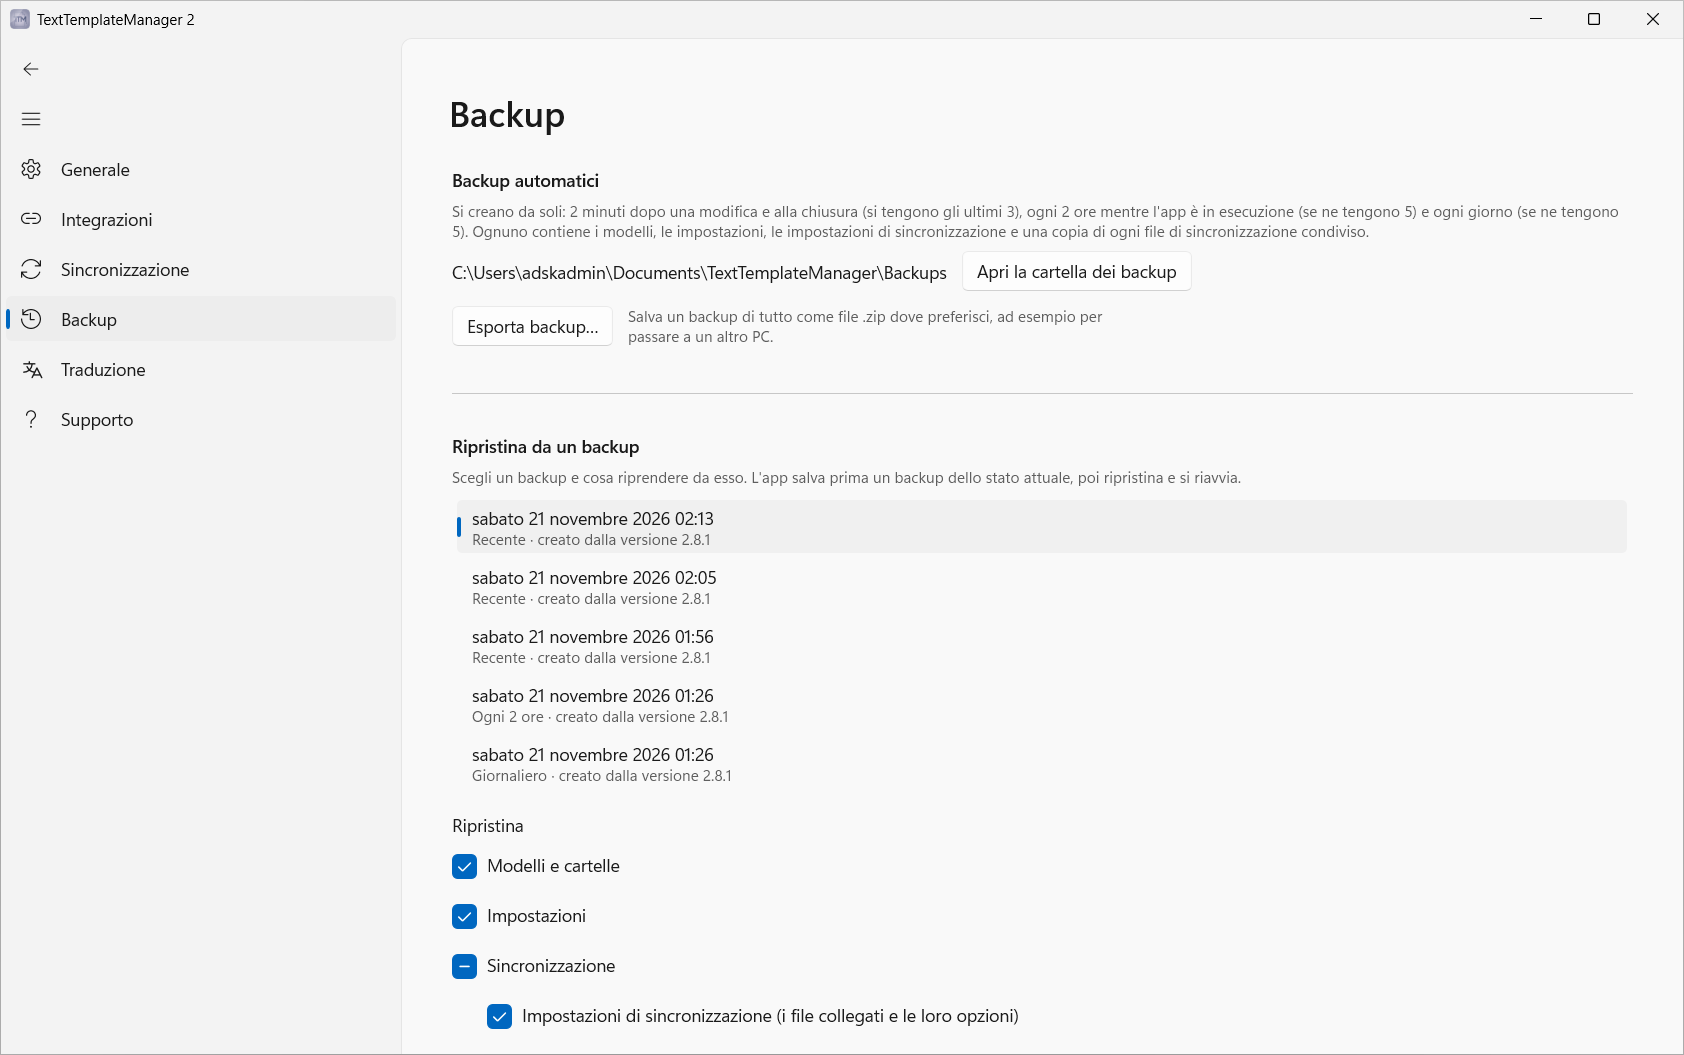 TextTemplateManager 2
Generale
Integrazioni
Sincronizzazione
Backup
Traduzione
Supporto
Backup
Backup automatici
Si creano da soli: 2 minuti dopo una modifica e alla chiusura (si tengono gli ultimi 3), ogni 2 ore mentre l'app è in esecuzione (se ne tengono 5) e ogni giorno (se ne tengono
5). Ognuno contiene i modelli, le impostazioni, le impostazioni di sincronizzazione e una copia di ogni file di sincronizzazione condiviso.
C:\Users\adskadmin\Documents\TextTemplateManager\Backups
Apri la cartella dei backup
Esporta backup...
Salva un backup di tutto come file .zip dove preferisci, ad esempio per
passare a un altro PC.
Ripristina da un backup
Scegli un backup e cosa riprendere da esso. L'app salva prima un backup dello stato attuale, poi ripristina e si riavvia.
sabato 21 novembre 2026 02:13
Recente · creato dalla versione 2.8.1
sabato 21 novembre 2026 02:05
Recente · creato dalla versione 2.8.1
sabato 21 novembre 2026 01:56
Recente · creato dalla versione 2.8.1
sabato 21 novembre 2026 01:26
Ogni 2 ore · creato dalla versione 2.8.1
sabato 21 novembre 2026 01:26
Giornaliero · creato dalla versione 2.8.1
Ripristina
Modelli e cartelle
Impostazioni
Sincronizzazione
Impostazioni di sincronizzazione (i file collegati e le loro opzioni)